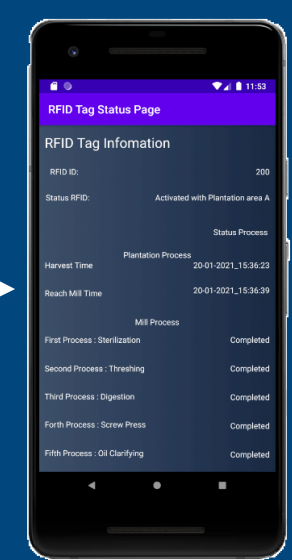 11:53
RFID Tag Status Page
RFID Tag Infomation
RFID ID: 200
Status RFID: Activated with Plantation area A
Status Process
Plantation Process
Harvest Time 20-01-2021_15:36:23
Reach Mill Time 20-01-2021_15:36:39
Mill Process
First Process : Sterilization Completed
Second Process : Threshing Completed
Third Process : Digestion Completed
Forth Process : Screw Press Completed
Fifth Process : Oil Clarifying Completed